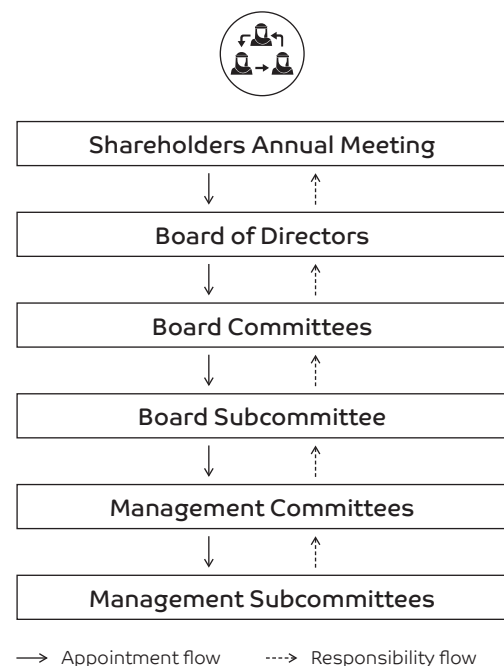 Shareholders Annual Meeting
Board of Directors
Board Committees
Board Subcommittee
Management Committees
Management Subcommittees
Appointment flow Responsibility flow